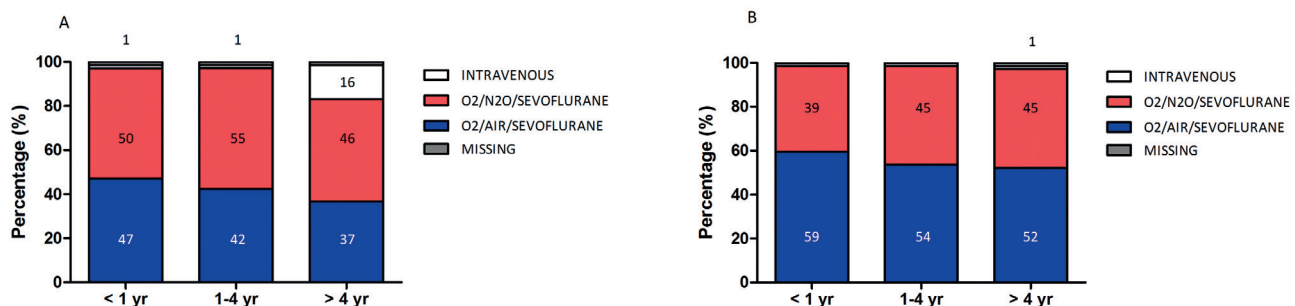 A
1 1
100
80
60
40
20
0
Percentage (%)
50 55 16
46
47 42 37
< 1 yr 1-4 yr > 4 yr
INTRAVENOUS
O2/N2O/SEVOFLURANE
O2/AIR/SEVOFLURANE
MISSING
B
1
100
80
60
40
20
0
Percentage (%)
39 45 45
59 54 52
< 1 yr 1-4 yr > 4 yr
INTRAVENOUS
O2/N2O/SEVOFLURANE
O2/AIR/SEVOFLURANE
MISSING